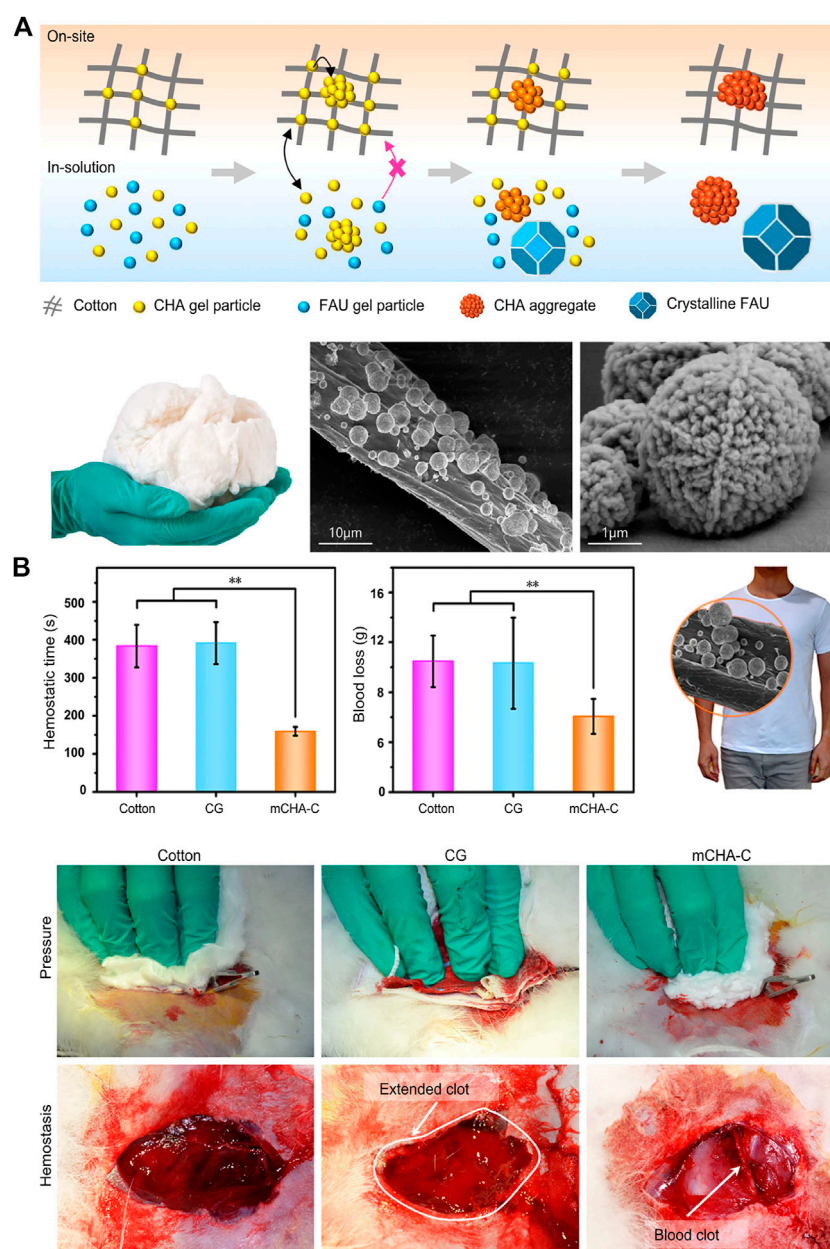 A
On-site
In-solution
Cotton
CHA gel particle
FAU gel particle
CHA aggregate
Crystalline FAU
10μm
1μm
B
Hemostatic time (s)
500
400
300
200
100
0
**
Cotton
CG
mCHA-C
Blood loss (g)
16
12
8
6
0
**
Cotton
CG
mCHA-C
Cotton
CG
mCHA-C
Pressure
Hemostasis
Extended clot
Blood clot